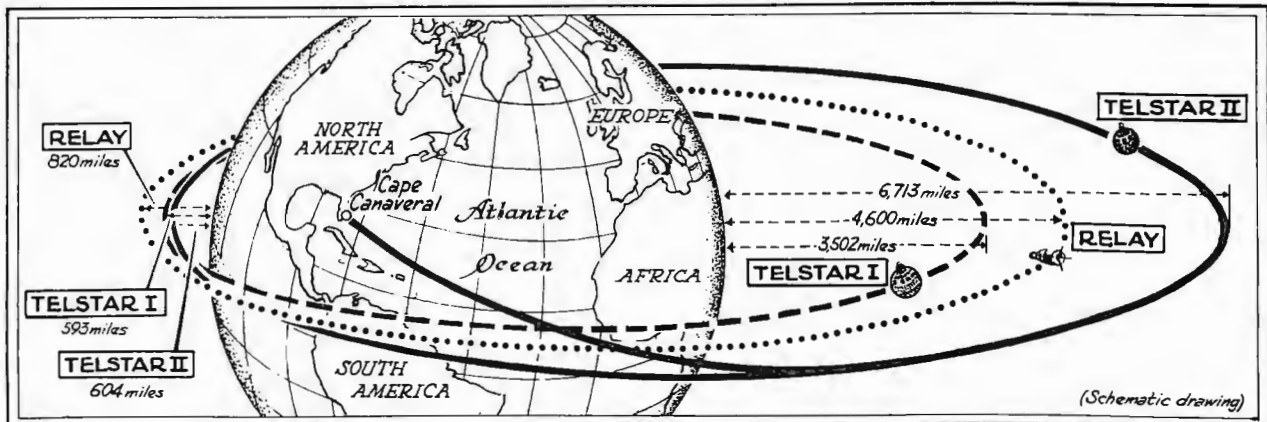 RELAY
820 miles
TELSTAR I
593 miles
TELSTAR II
604 miles
NORTH
AMERICA
Cape
Canaveral
Atlantic
Ocean
SOUTH
AMERICA
EUROPE
AFRICA
6,713 miles
4,600 miles
3,502 miles
TELSTAR I
TELSTAR II
RELAY
(Schematic drawing)